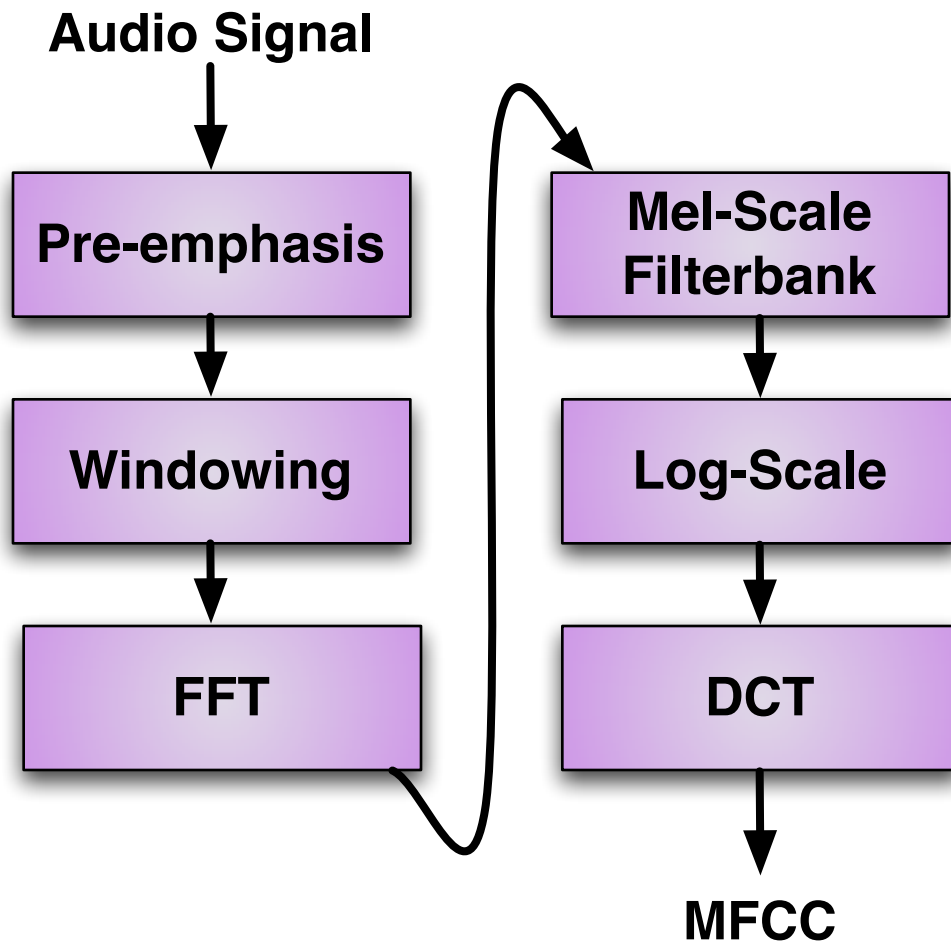 Audio Signal
Pre-emphasis
Windowing
FFT
Mel-Scale
Filterbank
Log-Scale
DCT
MFCC